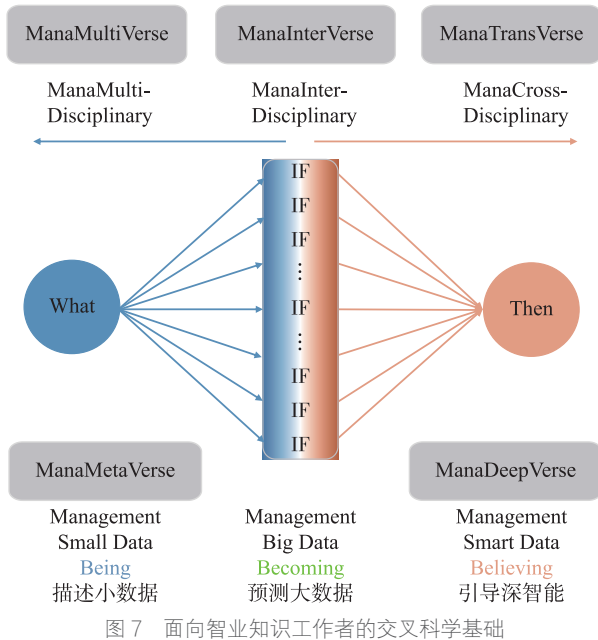 ManaMultiVerse
ManaInterVerse
ManaTransVerse
ManaMulti-
Disciplinary
ManaInter-
Disciplinary
ManaCross-
Disciplinary
IF
IF
IF
⋮
What
IF
Then
⋮
IF
IF
IF
ManaMetaVerse
ManaDeepVerse
Management
Small Data
Being
描述小数据
Management
Big Data
Becoming
预测大数据
Management
Smart Data
Believing
引导深智能
图 7 面向智业知识工作者的交叉科学基础